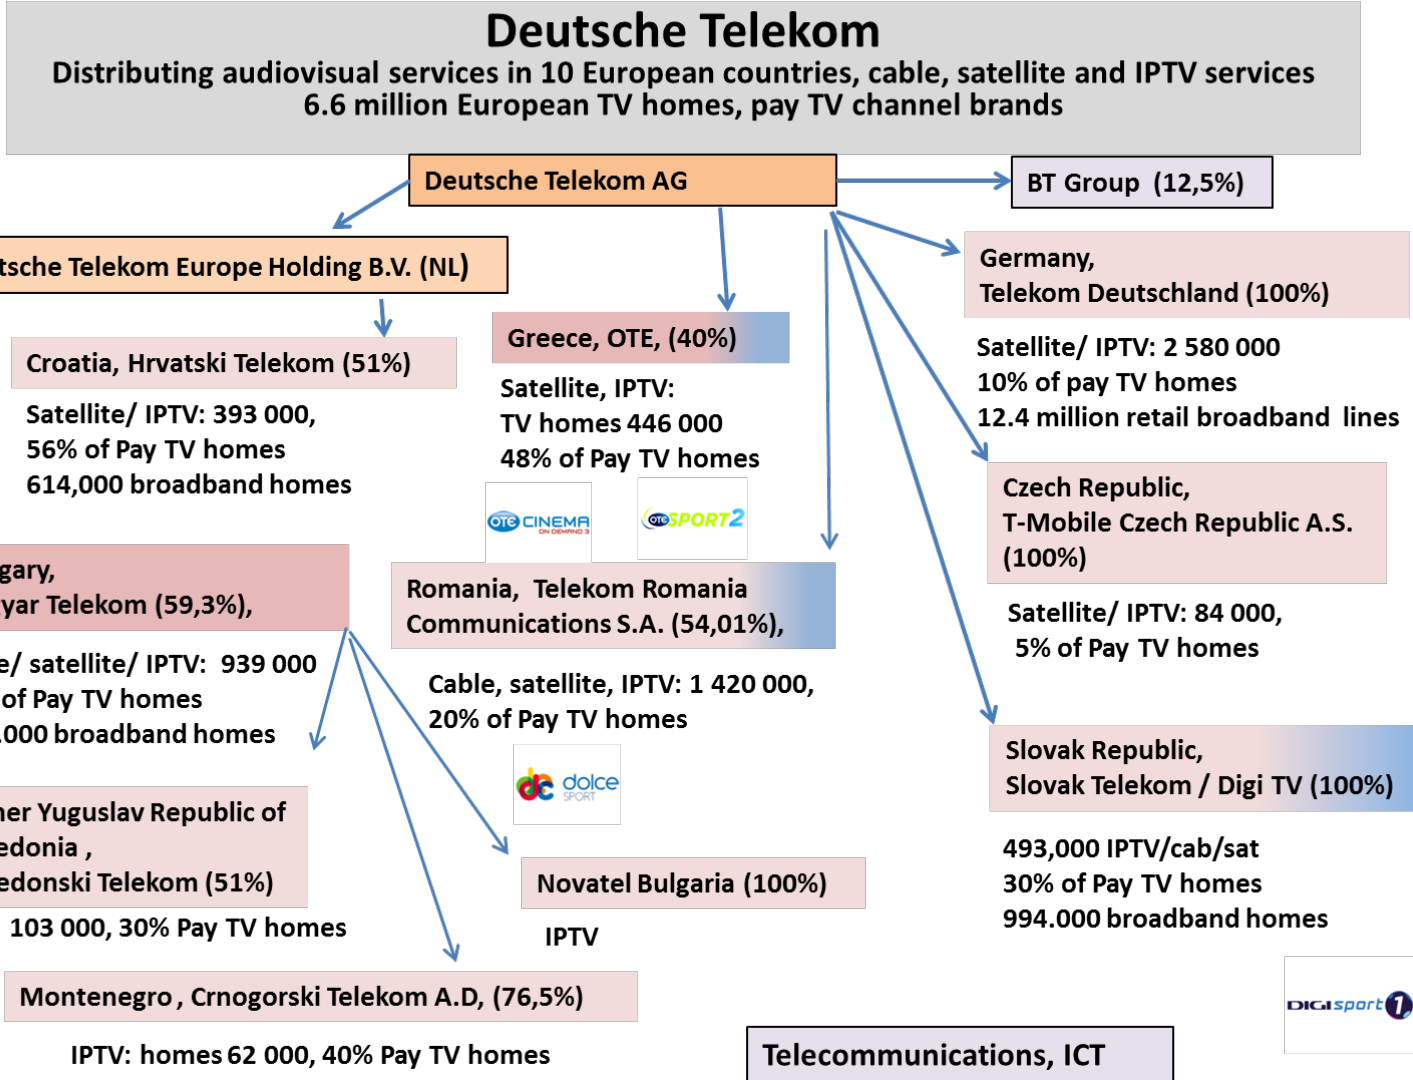 Deutsche Telekom
Distributing audiovisual services in 10 European countries, cable, satellite and IPTV services
6.6 million European TV homes, pay TV channel brands
Deutsche Telekom AG
BT Group (12,5%)
tsche Telekom Europe Holding B.V. (NL)
Germany,
Telekom Deutschland (100%)
Greece, OTE, (40%)
Croatia, Hrvatski Telekom (51%)
Satellite/ IPTV: 2 580 000
10% of pay TV homes
12.4 million retail broadband lines
Satellite, IPTV:
TV homes 446 000
48% of Pay TV homes
Satellite/ IPTV: 393 000,
56% of Pay TV homes
614,000 broadband homes
OTE CINEMA
ON DEMAND 3
OTE SPORT 2
Czech Republic,
T-Mobile Czech Republic A.S.
(100%)
gary,
yar Telekom (59,3%),
Romania, Telekom Romania
Communications S.A. (54,01%),
Satellite/ IPTV: 84 000,
5% of Pay TV homes
e/ satellite/ IPTV: 939 000
of Pay TV homes
.000 broadband homes
Cable, satellite, IPTV: 1 420 000,
20% of Pay TV homes
dolce
SPORT
Slovak Republic,
Slovak Telekom / Digi TV (100%)
ner Yuguslav Republic of
edonia ,
edonski Telekom (51%)
103 000, 30% Pay TV homes
493,000 IPTV/cab/sat
30% of Pay TV homes
994.000 broadband homes
Novatel Bulgaria (100%)
IPTV
Montenegro , Crnogorski Telekom A.D, (76,5%)
IPTV: homes 62 000, 40% Pay TV homes
DIGI sport 1
Telecommunications, ICT